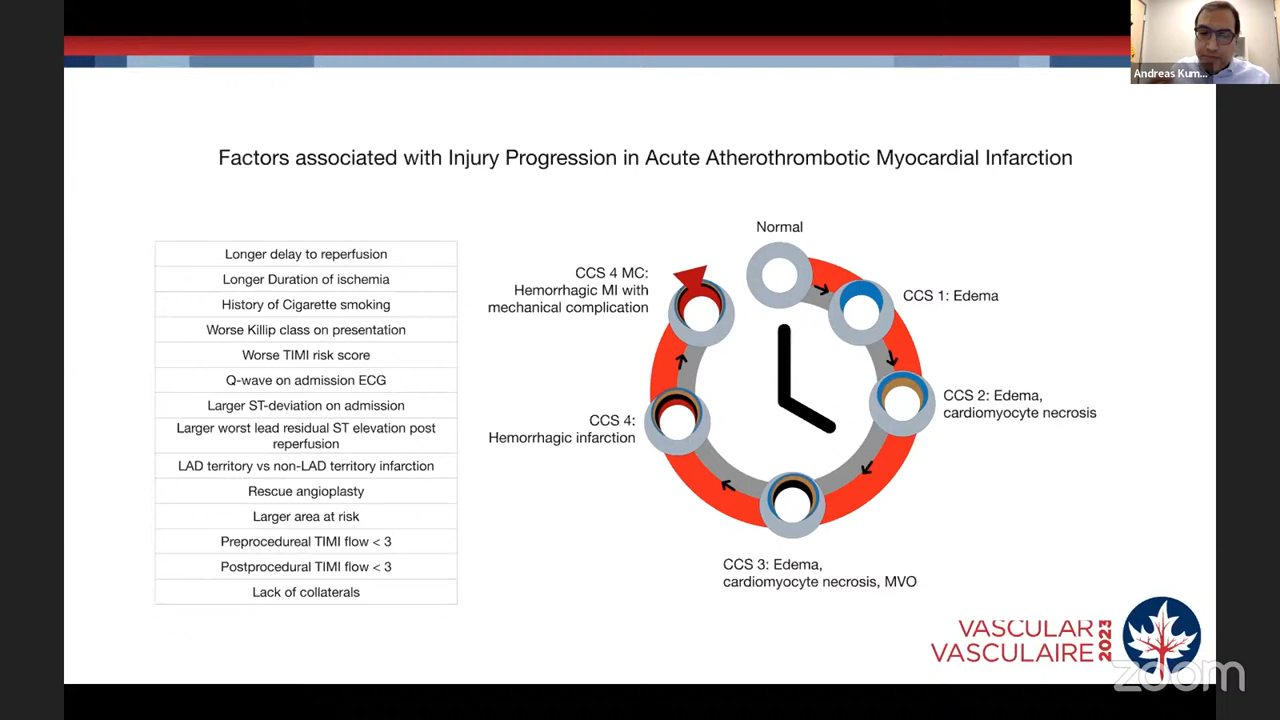 Andreas Kum...
Factors associated with Injury Progression in Acute Atherothrombotic Myocardial Infarction
Longer delay to reperfusion
Longer Duration of ischemia
History of Cigarette smoking
Worse Killip class on presentation
Worse TIMI risk score
Q-wave on admission ECG
Larger ST-deviation on admission
Larger worst lead residual ST elevation post
reperfusion
LAD territory vs non-LAD territory infarction
Rescue angioplasty
Larger area at risk
Preprocedureal TIMI flow < 3
Postprocedural TIMI flow < 3
Lack of collaterals
Normal
CCS 1: Edema
CCS 2: Edema,
cardiomyocyte necrosis
CCS 3: Edema,
cardiomyocyte necrosis, MVO
CCS 4:
Hemorrhagic infarction
CCS 4 MC:
Hemorrhagic MI with
mechanical complication
VASCULAR
VASCULAIRE
2023
zoom